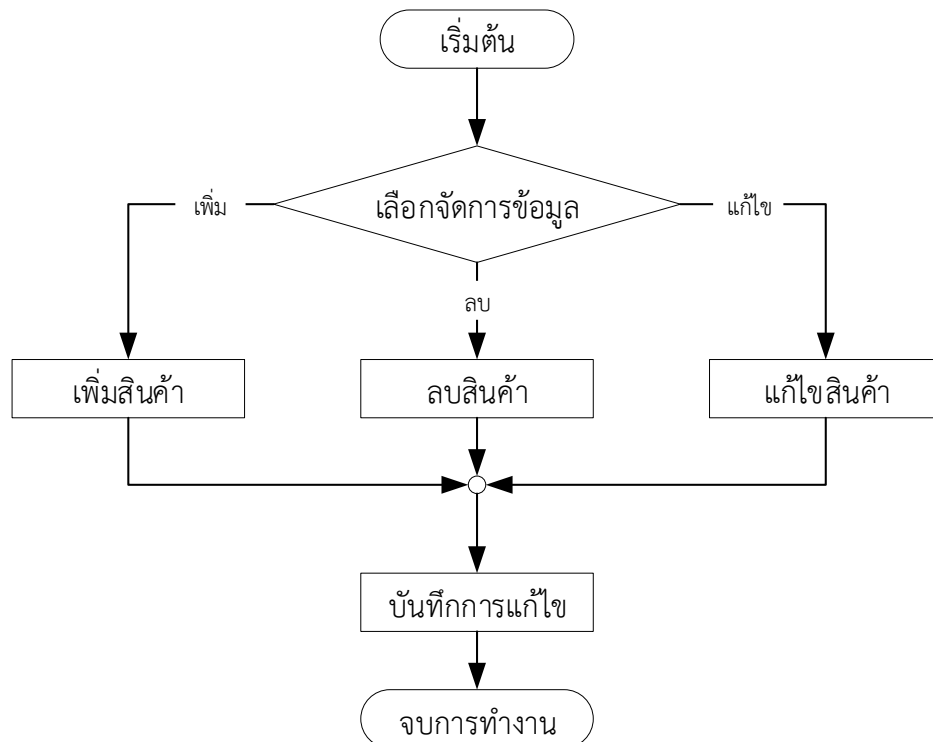 เริ่มต้น
เลือกจัดการข้อมูล
เพิ่ม
แก้ไข
ลบ
เพิ่มสินค้า
ลบสินค้า
แก้ไขสินค้า
บันทึกการแก้ไข
จบการทำงาน